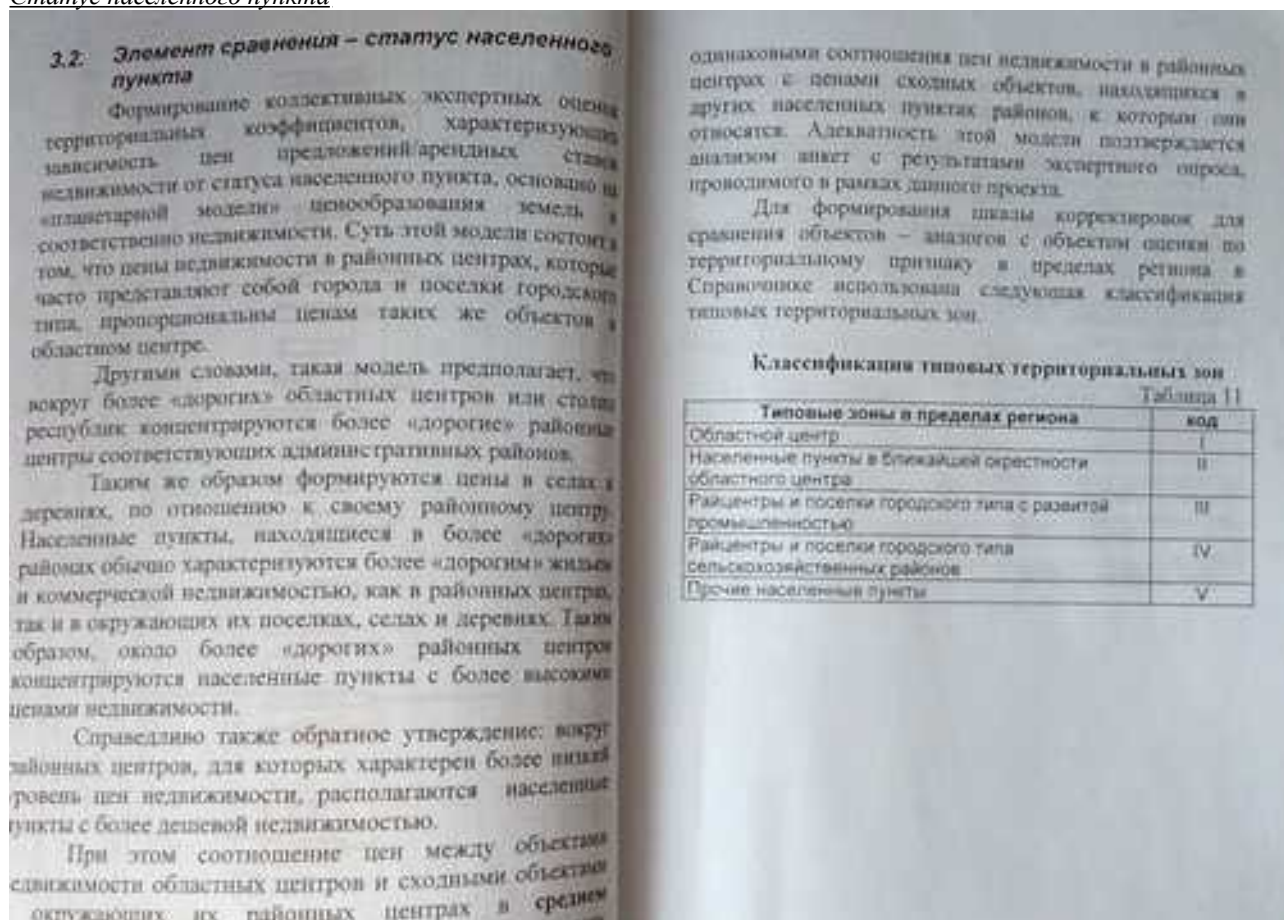 Статус населенного пункта
3.2. Элемент сравнения – статус населенного
пункта
Формирование коллективных экспертных оценок
территориальных коэффициентов, характеризующих
зависимость цен предложений/арендных ставок
недвижимости от статуса населенного пункта, основано на
«планетарной модели» ценообразования земель, и
соответственно недвижимости. Суть этой модели состоит в
том, что цены недвижимости в районных центрах, которые
часто представляют собой города и поселки городского
типа, пропорциональны ценам таких же объектов в
областном центре.
Другими словами, такая модель предполагает, что
вокруг более «дорогих» областных центров или столиц
республик концентрируются более «дорогие» районные
центры соответствующих административных районов.
Таким же образом формируются цены в селах и
деревнях, по отношению к своему районному центру.
Населенные пункты, находящиеся в более «дорогих»
районах обычно характеризуются более «дорогим» жильем
и коммерческой недвижимостью, как в районных центрах,
так и в окружающих их поселках, селах и деревнях. Таким
образом, около более «дорогих» районных центров
концентрируются населенные пункты с более высокими
ценами недвижимости.
Справедливо также обратное утверждение: вокруг
районных центров, для которых характерен более низкий
уровень цен недвижимости, располагаются населенные
пункты с более дешевой недвижимостью.
При этом соотношение цен между объектами
недвижимости областных центров и сходными объектами
окружающих их районных центрах в среднем
одинаковыми соотношения цен недвижимости в районных
центрах с ценами сходных объектов, находящихся в
других населенных пунктах районов, к которым они
относятся. Адекватность этой модели подтверждается
анализом анкет с результатами экспертного опроса,
проводимого в рамках данного проекта.
Для формирования шкалы корректировок для
сравнения объектов – аналогов с объектом оценки по
территориальному признаку в пределах региона в
Справочнике использована следующая классификация
типовых территориальных зон.
Классификация типовых территориальных зон
Таблица 11
Типовые зоны в пределах региона код
Областной центр I
Населенные пункты в ближайшей окрестности II
областного центра
Райцентры и поселки городского типа с развитой III
промышленностью
Райцентры и поселки городского типа IV
сельскохозяйственных районов
Прочие населенные пункты V